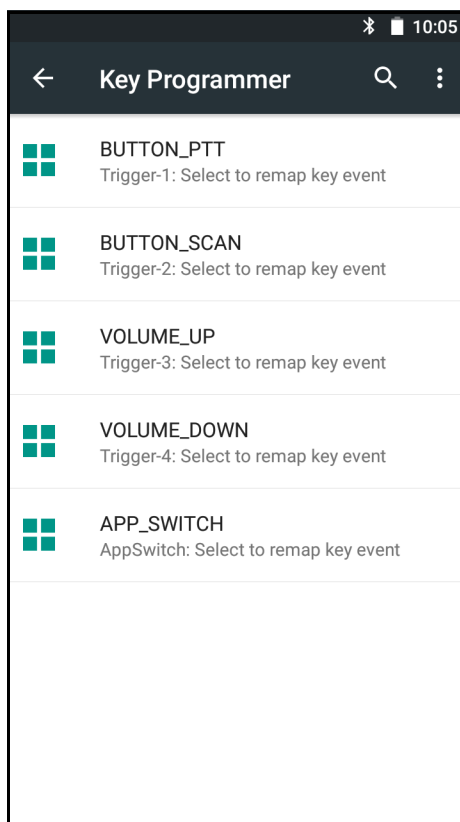 10:05
Key Programmer
BUTTON_PTT
Trigger-1: Select to remap key event
BUTTON_SCAN
Trigger-2: Select to remap key event
VOLUME_UP
Trigger-3: Select to remap key event
VOLUME_DOWN
Trigger-4: Select to remap key event
APP_SWITCH
AppSwitch: Select to remap key event